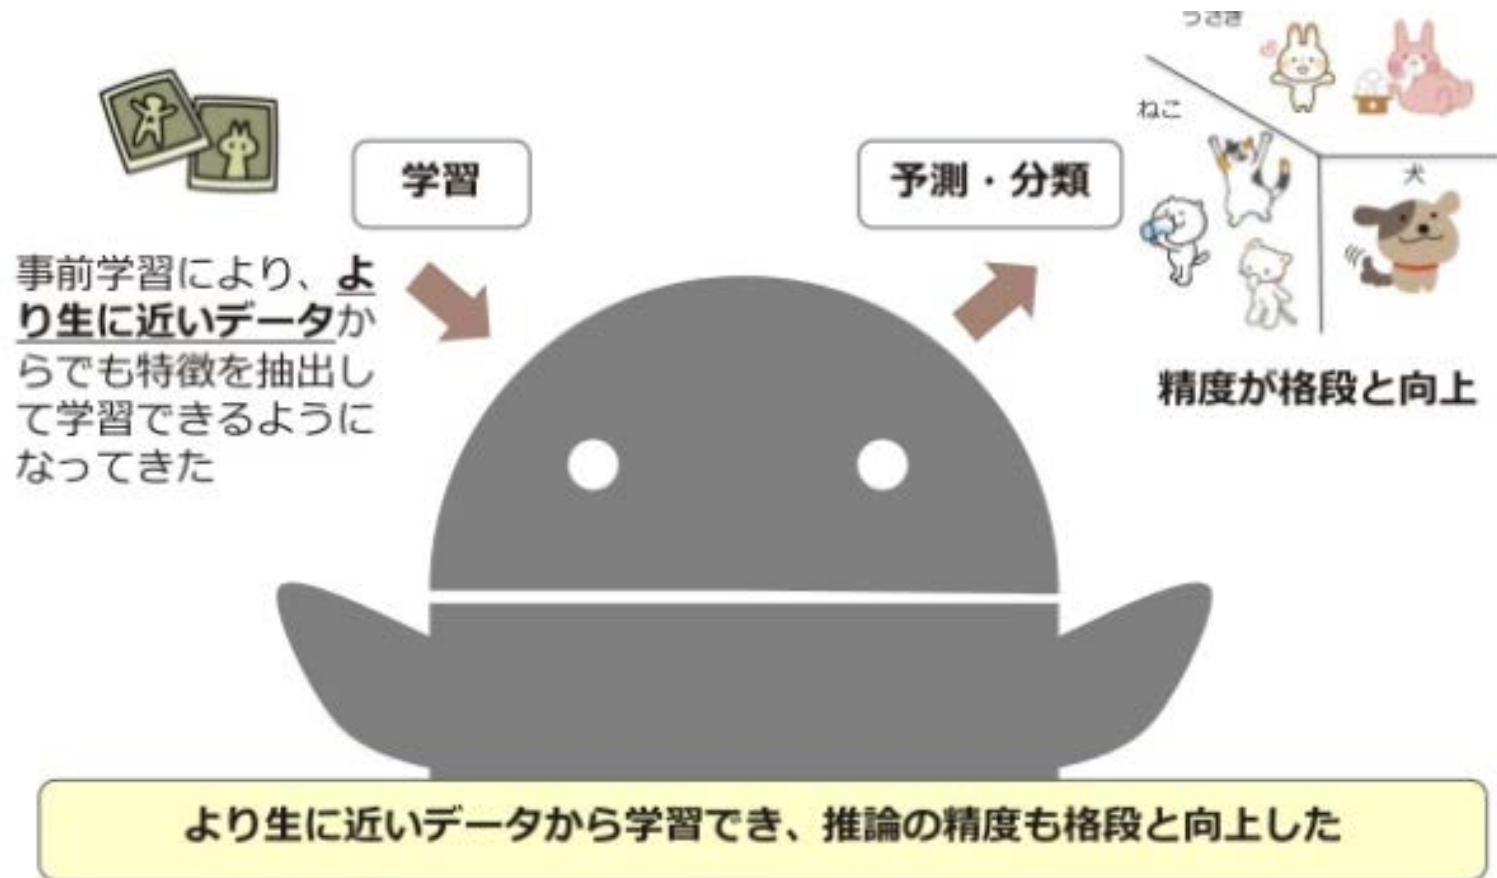 うさぎ
ねこ
学習
予測・分類
犬
事前学習により、よ
り生に近いデータか
らでも特徴を抽出し
て学習できるように
なってきた
精度が格段と向上
より生に近いデータから学習でき、推論の精度も格段と向上した